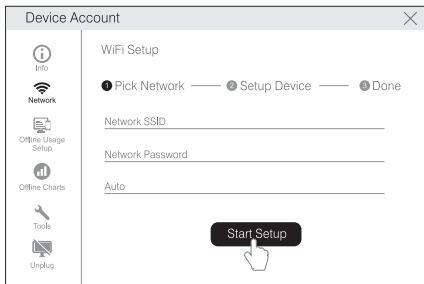 Device Account
Info
Network
Offline Usage
Setup
Offline Charts
Tools
Unplug
WiFi Setup
1 Pick Network 2 Setup Device 3 Done
Network SSID
Network Password
Auto
Start Setup